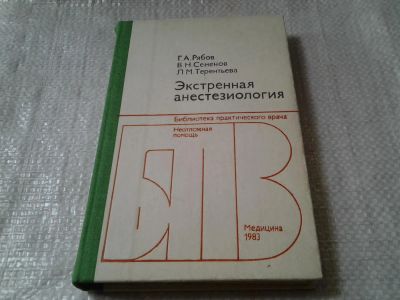 Г.А.Рябов
В.Н.Семенов
Л.М.Терентьева
Экстренная
анестезиология
Библиотека практического врача
Неотложная
помощь
БПВ
Медицина
1983